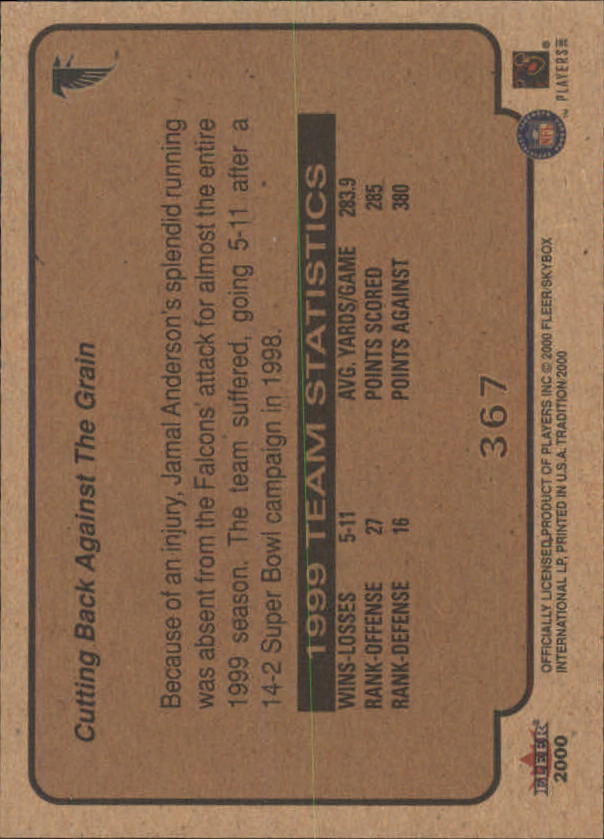 Cutting Back Against The Grain
Because of an injury, Jamal Anderson's splendid running
was absent from the Falcons' attack for almost the entire
1999 season. The team suffered, going 5-11 after a
14-2 Super Bowl campaign in 1998.
1999 TEAM STATISTICS
WINS-LOSSES 5-11 AVG. YARDS/GAME 283.9
RANK-OFFENSE 27 POINTS SCORED 285
RANK-DEFENSE 16 POINTS AGAINST 380
367
FLEER®
2000
OFFICIALLY LICENSED PRODUCT OF PLAYERS INC © 2000 FLEER/SKYBOX
INTERNATIONAL LP, PRINTED IN U.S.A. TRADITION/2000
NFL
™ PLAYERS INC